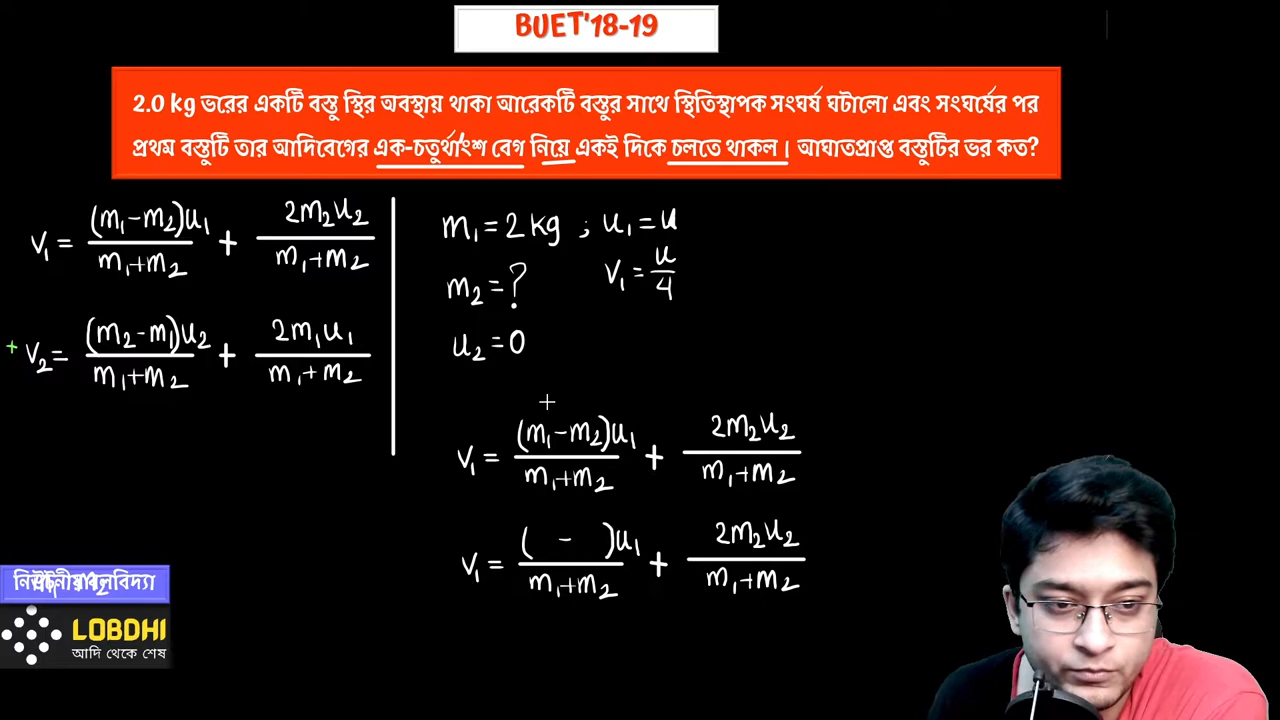 BUET'18-19
2.0 kg ভরের একটি বস্তু স্থির অবস্থায় থাকা আরেকটি বস্তুর সাথে স্থিতিস্থাপক সংঘর্ষ ঘটালো এবং সংঘর্ষের পর
প্রথম বস্তুটি তার আদিবেগের এক-চতুর্থাংশ বেগ নিয়ে একই দিকে চলতে থাকল। আঘাতপ্রাপ্ত বস্তুটির ভর কত?
v₁ = (m₁-m₂)u₁/m₁+m₂ + 2m₂u₂/m₁+m₂
v₂ = (m₂-m₁)u₂/m₁+m₂ + 2m₁u₁/m₁+m₂
m₁ = 2 kg ; u₁ = u
m₂ = ? v₁ = u/4
u₂ = 0
v₁ = (m₁-m₂)u₁/m₁+m₂ + 2m₂u₂/m₁+m₂
v₁ = ( - )u₁/m₁+m₂ + 2m₂u₂/m₁+m₂
LOBDHI
আদি থেকে শেষ